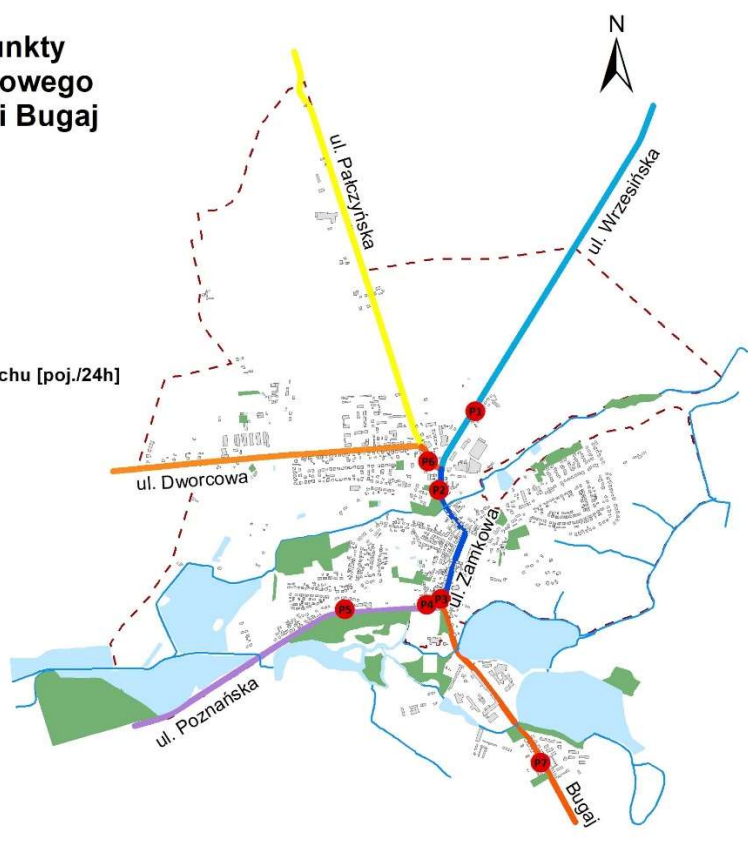 unkty
owego
i Bugaj
N
ul. Pałczyńska
ul. Wrzesińska
chu [poj./24h]
P1
P6
ul. Dworcowa
P2
ul. Zamkowa
P3
P4
P5
ul. Poznańska
P7
Bugaj